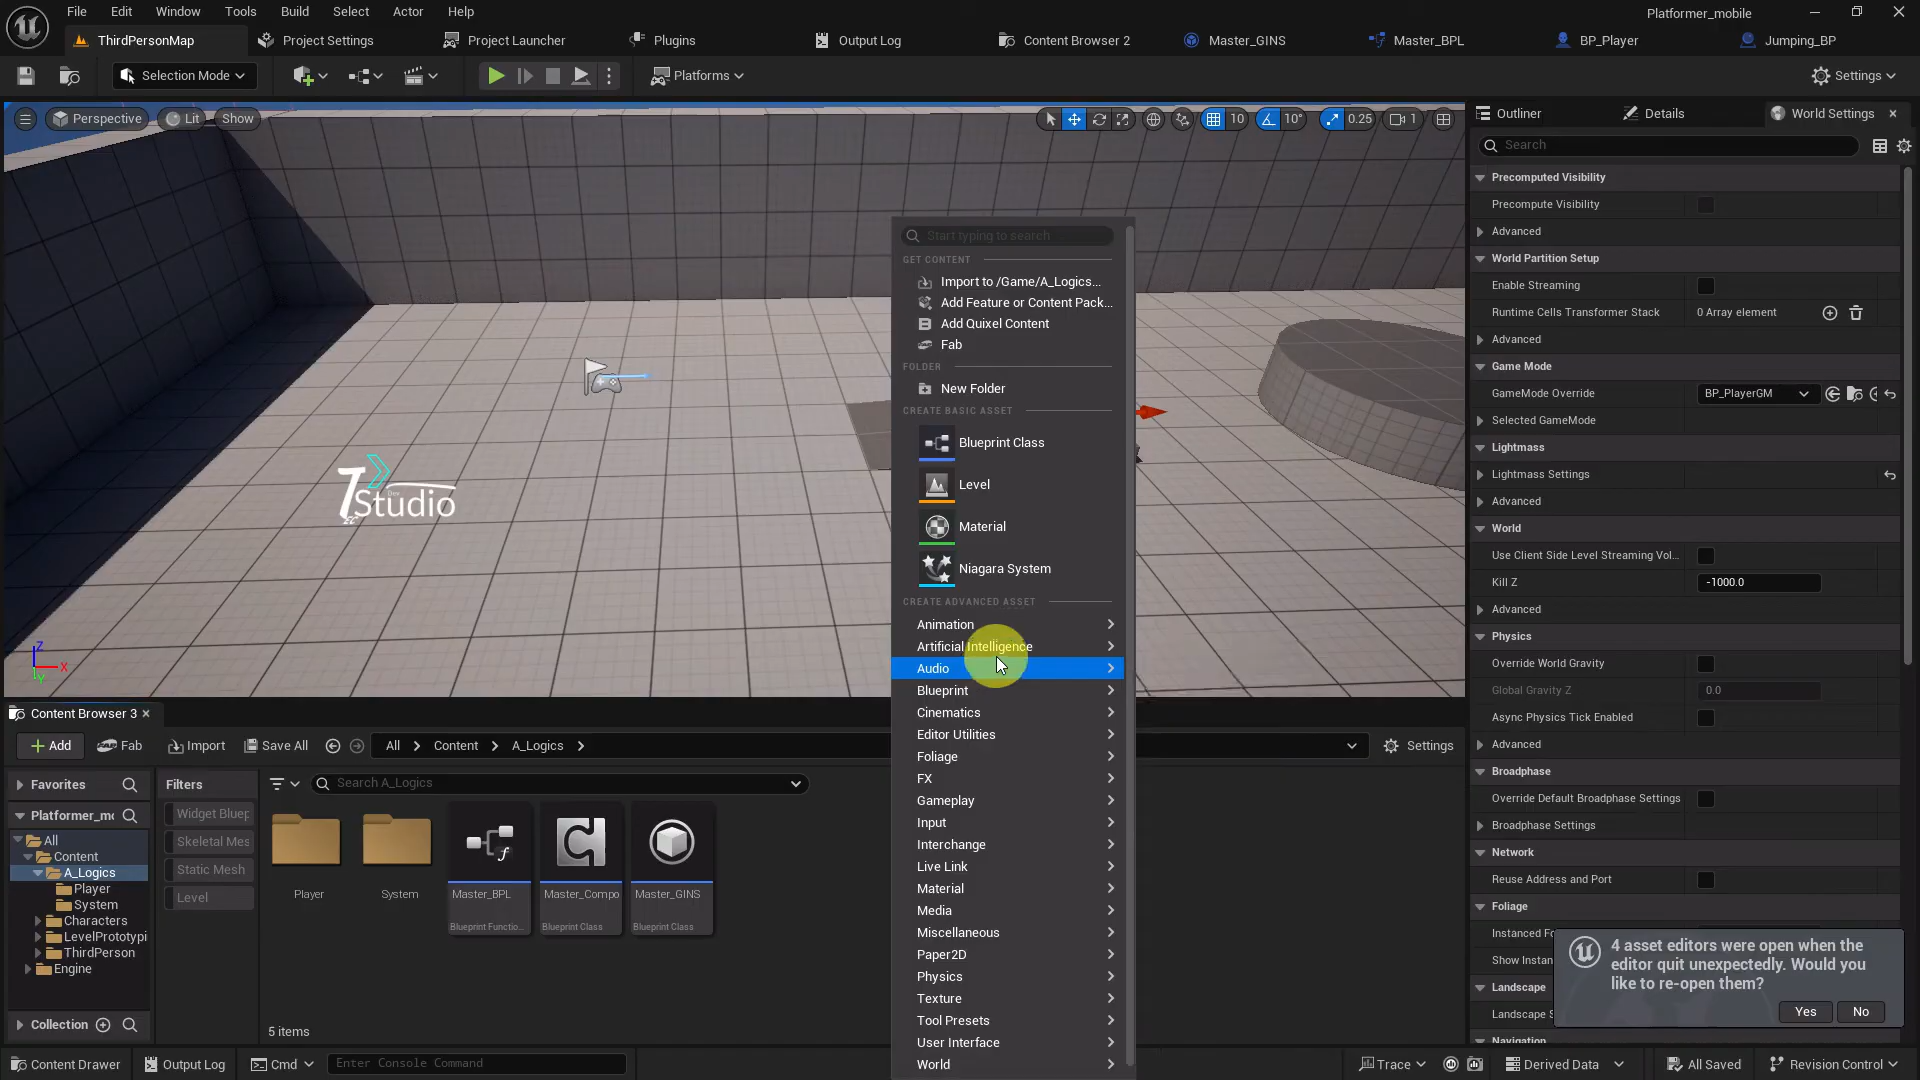 File Edit Window Tools Build Select Actor Help
Platformer_mobile
ThirdPersonMap Project Settings Project Launcher Plugins Output Log Content Browser 2 Master_GINS Master_BPL BP_Player Jumping_BP
Selection Mode Platforms Settings
Perspective Lit Show 10 10° 0.25 1
Outliner Details World Settings
Search
Precomputed Visibility
Precompute Visibility
Advanced
World Partition Setup
Enable Streaming
Runtime Cells Transformer Stack 0 Array element
Advanced
Game Mode
GameMode Override BP_PlayerGM
Selected GameMode
Lightmass
Lightmass Settings
Advanced
World
Use Client Side Level Streaming Vol...
Kill Z -1000.0
Advanced
Physics
Override World Gravity
Global Gravity Z 0.0
Async Physics Tick Enabled
Advanced
Broadphase
Override Default Broadphase Settings
Broadphase Settings
Network
Reuse Address and Port
Foliage
Instanced Fo
Show Instan
Landscape
Landscape S
Navigation
4 asset editors were open when the
editor quit unexpectedly. Would you
like to re-open them?
Yes No
Start typing to search
GET CONTENT
Import to /Game/A_Logics...
Add Feature or Content Pack...
Add Quixel Content
Fab
FOLDER
New Folder
CREATE BASIC ASSET
Blueprint Class
Level
Material
Niagara System
CREATE ADVANCED ASSET
Animation
Artificial Intelligence
Audio
Blueprint
Cinematics
Editor Utilities
Foliage
FX
Gameplay
Input
Interchange
Live Link
Material
Media
Miscellaneous
Paper2D
Physics
Texture
Tool Presets
User Interface
World
Studio
Z
X
Y
Content Browser 3
Add Fab Import Save All All Content A_Logics Settings
Favorites
Platformer_mo
All
Content
A_Logics
Player
System
Characters
LevelPrototypi
ThirdPerson
Engine
Collection
Filters
Widget Bluep
Skeletal Mes
Static Mesh
Level
Search A_Logics
Player System Master_BPL Master_Compo Master_GINS
Blueprint Functio... Blueprint Class Blueprint Class
5 items
Content Drawer Output Log Cmd Enter Console Command Trace Derived Data All Saved Revision Control